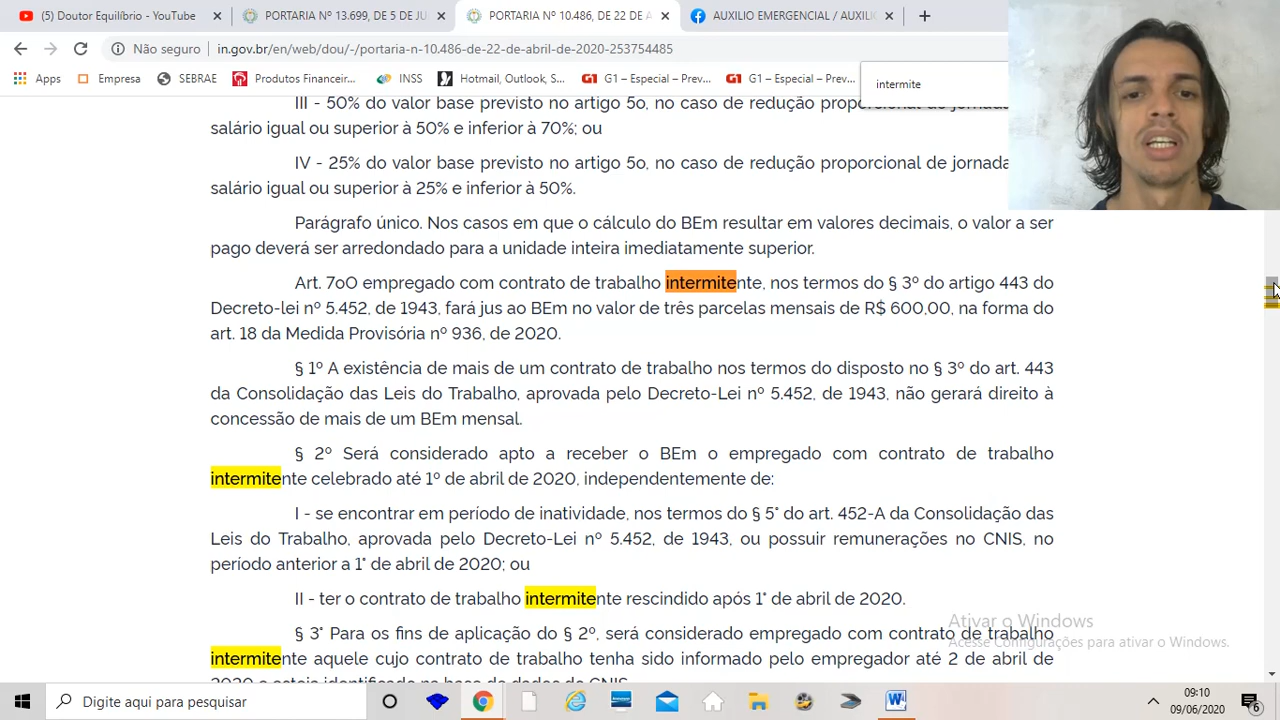 (5) Doutor Equilíbrio - YouTube
PORTARIA Nº 13.699, DE 5 DE JU
PORTARIA Nº 10.486, DE 22 DE A
AUXILIO EMERGENCIAL / AUXILIO
Não seguro
in.gov.br/en/web/dou/-/portaria-n-10.486-de-22-de-abril-de-2020-253754485
Apps
Empresa
SEBRAE
Produtos Financeir...
INSS
Hotmail, Outlook, S...
G1 – Especial – Prev...
G1 – Especial – Prev...
intermite
III - 50% do valor base previsto no artigo 5o, no caso de redução proporcional de
salário igual ou superior à 50% e inferior à 70%; ou
IV - 25% do valor base previsto no artigo 5o, no caso de redução proporcional de jornada
salário igual ou superior à 25% e inferior à 50%.
Parágrafo único. Nos casos em que o cálculo do BEm resultar em valores decimais, o valor a ser
pago deverá ser arredondado para a unidade inteira imediatamente superior.
Art. 7oO empregado com contrato de trabalho intermitente, nos termos do § 3º do artigo 443 do
Decreto-lei nº 5.452, de 1943, fará jus ao BEm no valor de três parcelas mensais de R$ 600,00, na forma do
art. 18 da Medida Provisória nº 936, de 2020.
§ 1º A existência de mais de um contrato de trabalho nos termos do disposto no § 3º do art. 443
da Consolidação das Leis do Trabalho, aprovada pelo Decreto-Lei nº 5.452, de 1943, não gerará direito à
concessão de mais de um BEm mensal.
§ 2º Será considerado apto a receber o BEm o empregado com contrato de trabalho
intermitente celebrado até 1º de abril de 2020, independentemente de:
I - se encontrar em período de inatividade, nos termos do § 5° do art. 452-A da Consolidação das
Leis do Trabalho, aprovada pelo Decreto-Lei nº 5.452, de 1943, ou possuir remunerações no CNIS, no
período anterior a 1° de abril de 2020; ou
II - ter o contrato de trabalho intermitente rescindido após 1° de abril de 2020.
§ 3° Para os fins de aplicação do § 2º, será considerado empregado com contrato de trabalho
intermitente aquele cujo contrato de trabalho tenha sido informado pelo empregador até 2 de abril de
Ativar o Windows
Acesse Configurações para ativar o Windows.
Digite aqui para pesquisar
09:10
09/06/2020
6